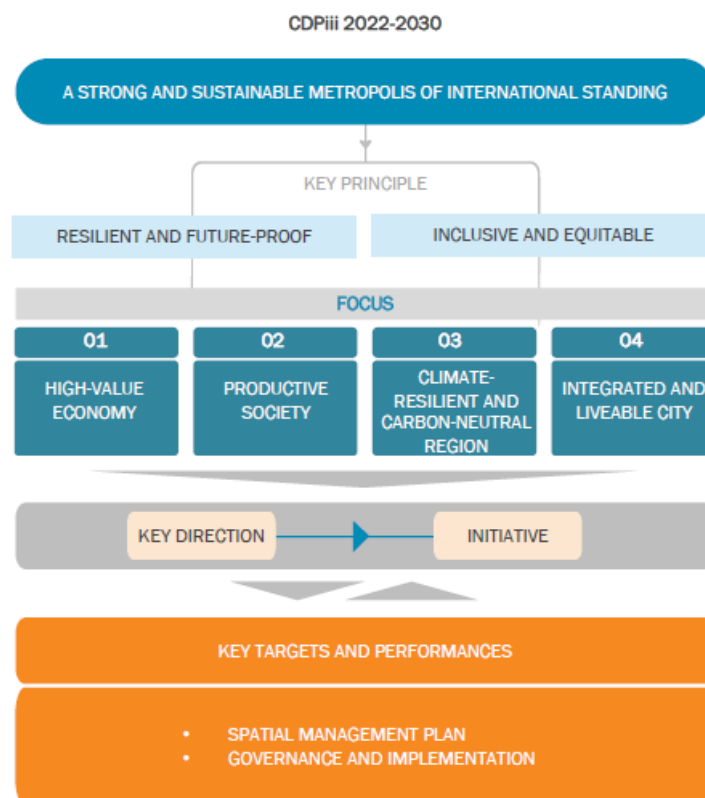 CDPiii 2022-2030
A STRONG AND SUSTAINABLE METROPOLIS OF INTERNATIONAL STANDING
KEY PRINCIPLE
RESILIENT AND FUTURE-PROOF
INCLUSIVE AND EQUITABLE
FOCUS
01
HIGH-VALUE
ECONOMY
02
PRODUCTIVE
SOCIETY
03
CLIMATE-
RESILIENT AND
CARBON-NEUTRAL
REGION
04
INTEGRATED AND
LIVEABLE CITY
KEY DIRECTION
INITIATIVE
KEY TARGETS AND PERFORMANCES
• SPATIAL MANAGEMENT PLAN
• GOVERNANCE AND IMPLEMENTATION